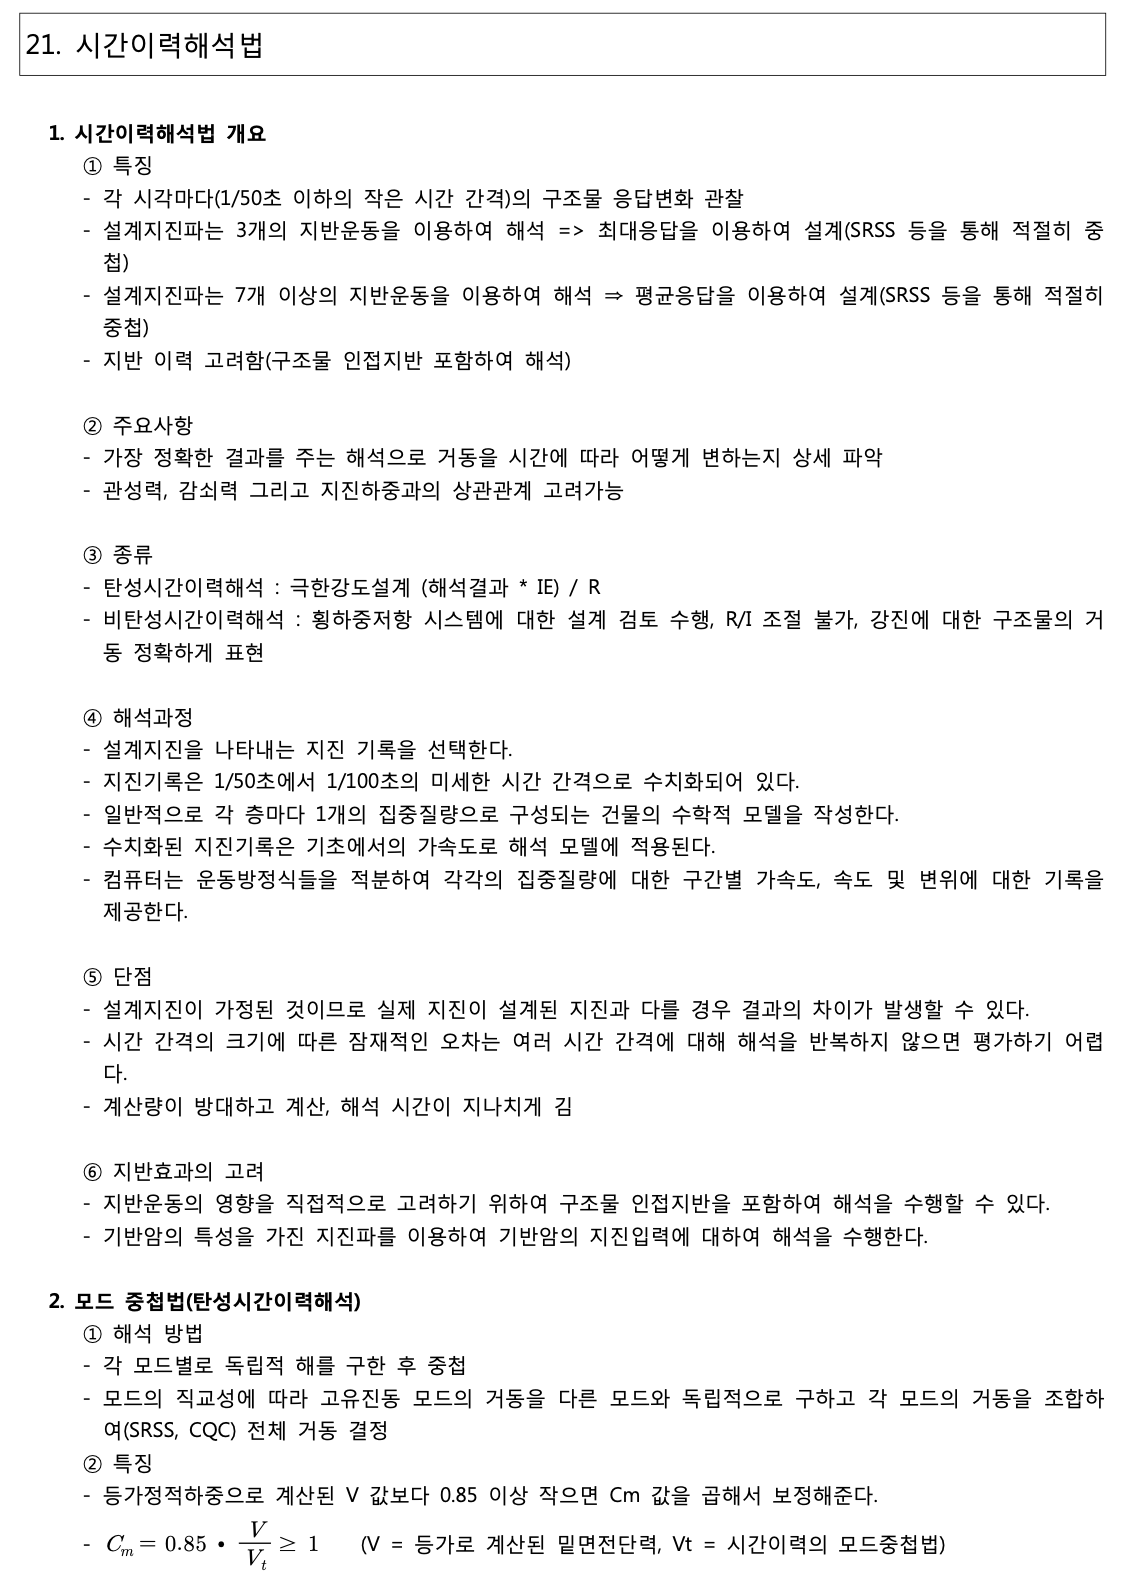 21. 시간이력해석법
1. 시간이력해석법 개요
① 특징
- 각 시각마다(1/50초 이하의 작은 시간 간격)의 구조물 응답변화 관찰
- 설계지진파는 3개의 지반운동을 이용하여 해석 => 최대응답을 이용하여 설계(SRSS 등을 통해 적절히 중
첩)
- 설계지진파는 7개 이상의 지반운동을 이용하여 해석 ⇒ 평균응답을 이용하여 설계(SRSS 등을 통해 적절히
중첩)
- 지반 이력 고려함(구조물 인접지반 포함하여 해석)
② 주요사항
- 가장 정확한 결과를 주는 해석으로 거동을 시간에 따라 어떻게 변하는지 상세 파악
- 관성력, 감쇠력 그리고 지진하중과의 상관관계 고려가능
③ 종류
- 탄성시간이력해석 : 극한강도설계 (해석결과 * IE) / R
- 비탄성시간이력해석 : 횡하중저항 시스템에 대한 설계 검토 수행, R/I 조절 불가, 강진에 대한 구조물의 거
동 정확하게 표현
④ 해석과정
- 설계지진을 나타내는 지진 기록을 선택한다.
- 지진기록은 1/50초에서 1/100초의 미세한 시간 간격으로 수치화되어 있다.
- 일반적으로 각 층마다 1개의 집중질량으로 구성되는 건물의 수학적 모델을 작성한다.
- 수치화된 지진기록은 기초에서의 가속도로 해석 모델에 적용된다.
- 컴퓨터는 운동방정식들을 적분하여 각각의 집중질량에 대한 구간별 가속도, 속도 및 변위에 대한 기록을
제공한다.
⑤ 단점
- 설계지진이 가정된 것이므로 실제 지진이 설계된 지진과 다를 경우 결과의 차이가 발생할 수 있다.
- 시간 간격의 크기에 따른 잠재적인 오차는 여러 시간 간격에 대해 해석을 반복하지 않으면 평가하기 어렵
다.
- 계산량이 방대하고 계산, 해석 시간이 지나치게 김
⑥ 지반효과의 고려
- 지반운동의 영향을 직접적으로 고려하기 위하여 구조물 인접지반을 포함하여 해석을 수행할 수 있다.
- 기반암의 특성을 가진 지진파를 이용하여 기반암의 지진입력에 대하여 해석을 수행한다.
2. 모드 중첩법(탄성시간이력해석)
① 해석 방법
- 각 모드별로 독립적 해를 구한 후 중첩
- 모드의 직교성에 따라 고유진동 모드의 거동을 다른 모드와 독립적으로 구하고 각 모드의 거동을 조합하
여(SRSS, CQC) 전체 거동 결정
② 특징
- 등가정적하중으로 계산된 V 값보다 0.85 이상 작으면 Cm 값을 곱해서 보정해준다.
- C_m = 0.85 • V/V_t ≥ 1 (V = 등가로 계산된 밑면전단력, Vt = 시간이력의 모드중첩법)